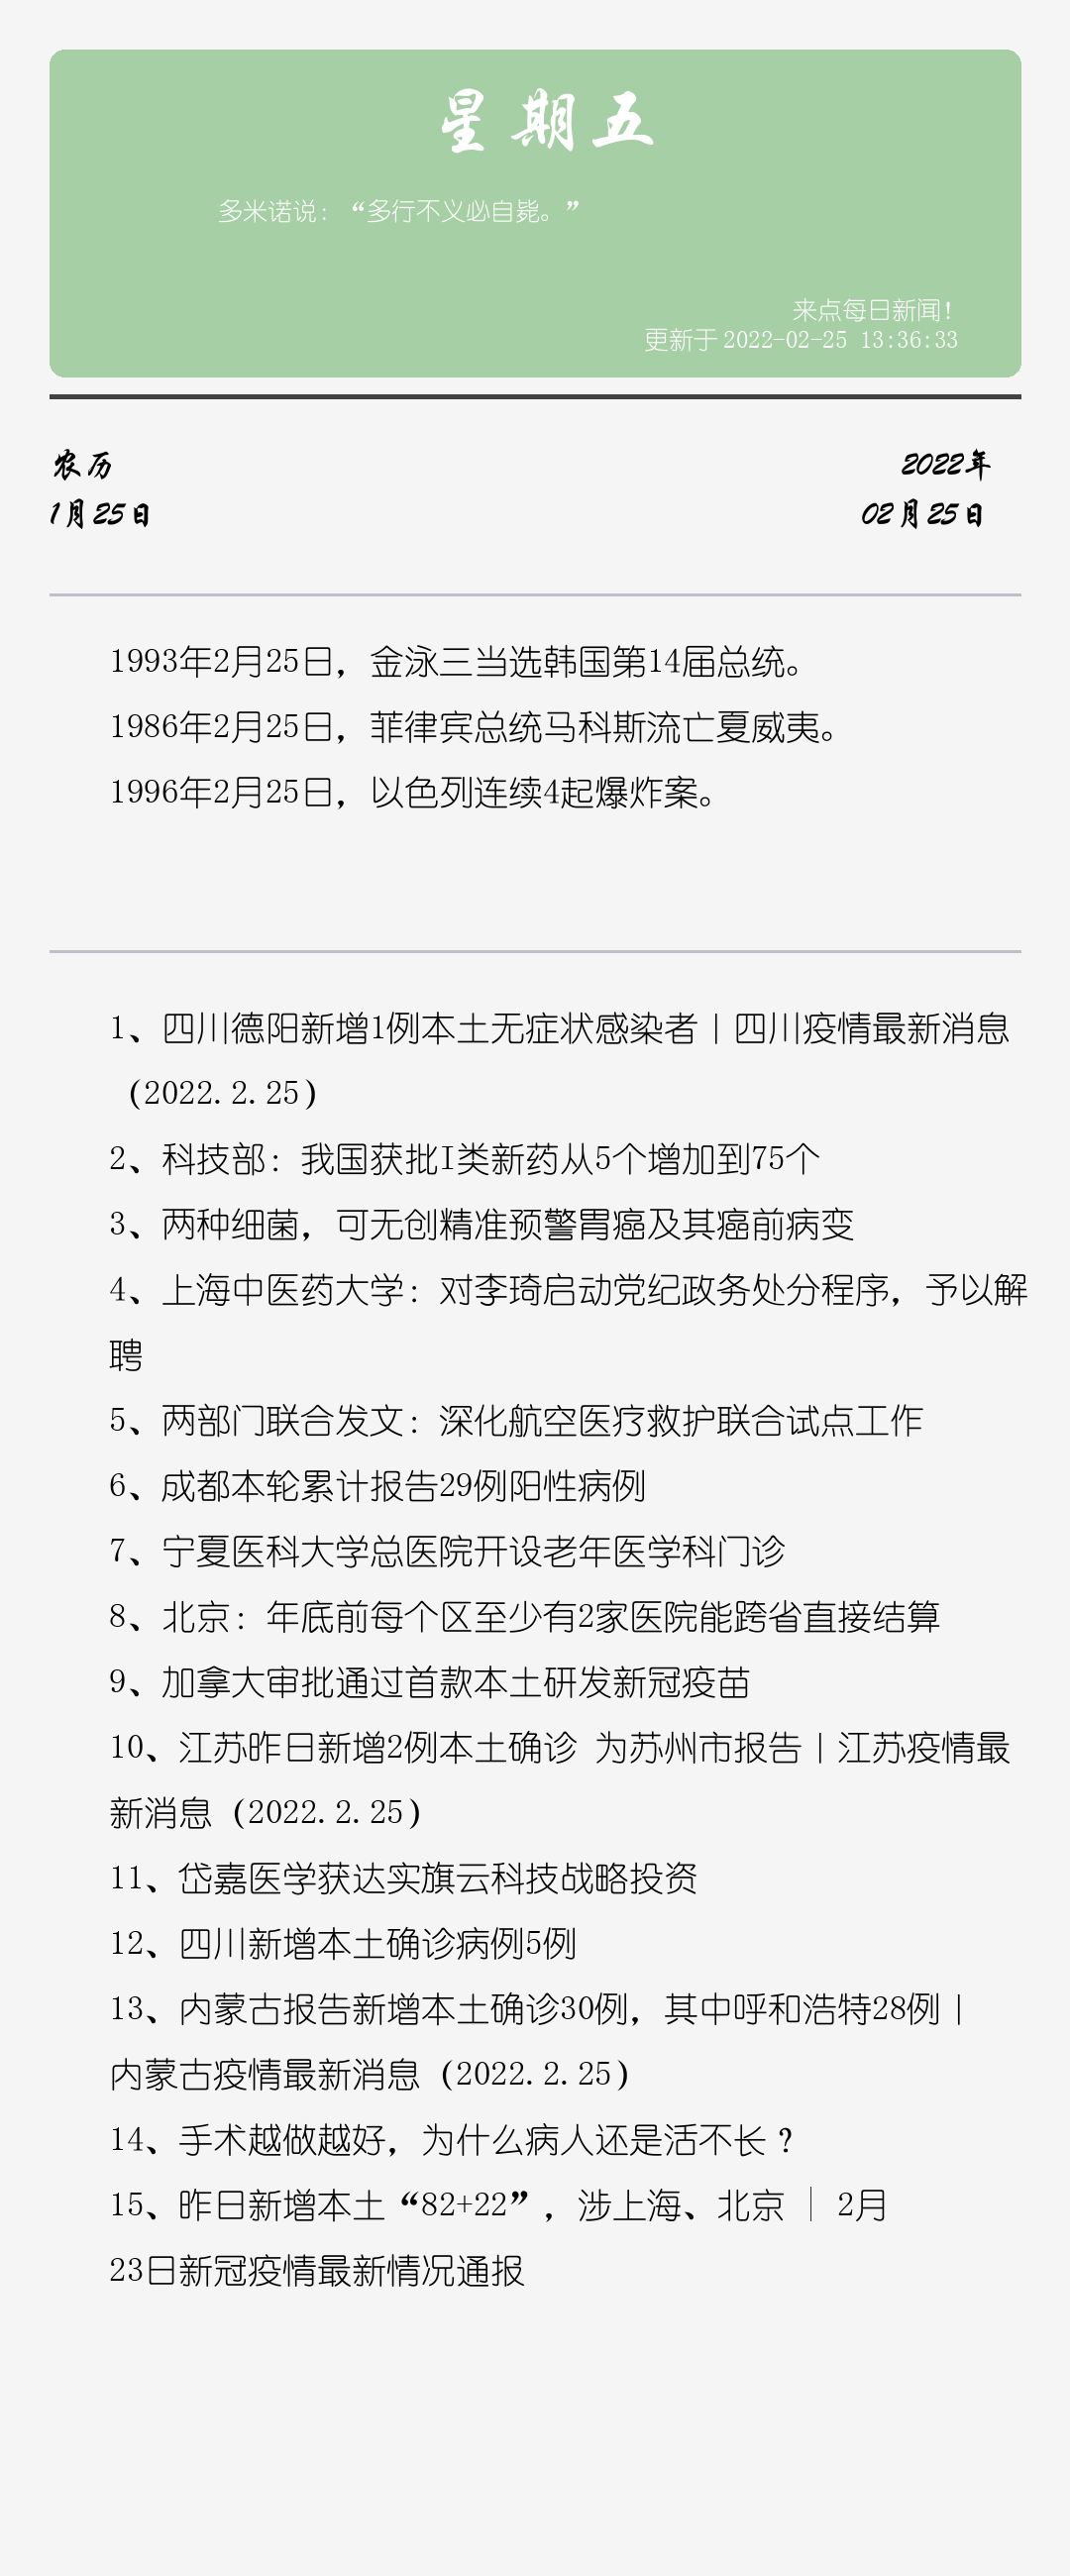 星期五
多米诺说：“多行不义必自毙。”
来点每日新闻！
更新于2022-02-25 13:36:33
农历
2022年
1月25日
02月25日
1993年2月25日，金泳三当选韩国第14届总统。
1986年2月25日，菲律宾总统马科斯流亡夏威夷。
1996年2月25日，以色列连续4起爆炸案。
1、四川德阳新增1例本土无症状感染者丨四川疫情最新消息
（2022.2.25）
2、科技部：我国获批I类新药从5个增加到75个
3、两种细菌，可无创精准预警胃癌及其癌前病变
4、上海中医药大学：对李琦启动党纪政务处分程序，予以解
聘
5、两部门联合发文：深化航空医疗救护联合试点工作
6、成都本轮累计报告29例阳性病例
7、宁夏医科大学总医院开设老年医学科门诊
8、北京：年底前每个区至少有2家医院能跨省直接结算
9、加拿大审批通过首款本土研发新冠疫苗
10、江苏昨日新增2例本土确诊 为苏州市报告丨江苏疫情最
新消息（2022.2.25）
11、岱嘉医学获达实旗云科技战略投资
12、四川新增本土确诊病例5例
13、内蒙古报告新增本土确诊30例，其中呼和浩特28例丨
内蒙古疫情最新消息（2022.2.25）
14、手术越做越好，为什么病人还是活不长？
15、昨日新增本土“82+22”，涉上海、北京 │ 2月
23日新冠疫情最新情况通报